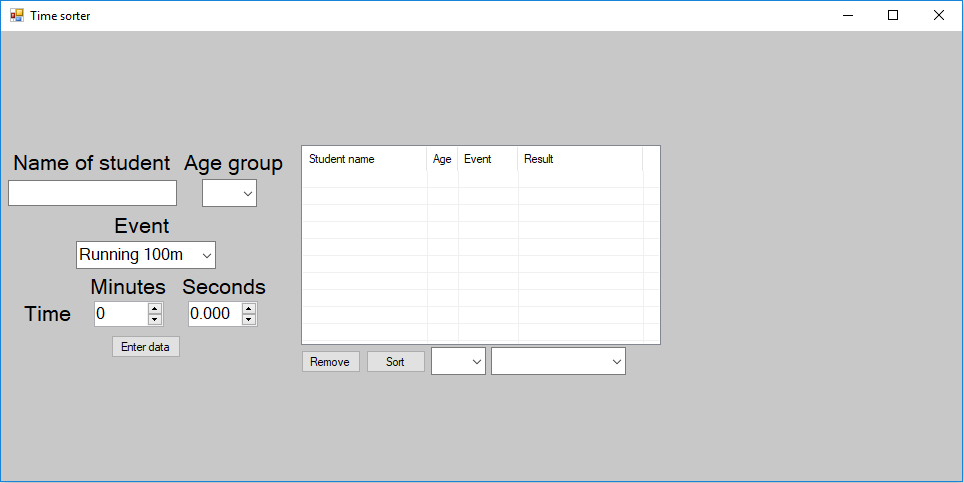 Time sorter
Name of student Age group
Event
Running 100m
Minutes Seconds
Time 0 0.000
Enter data
Student name Age Event Result
Remove Sort